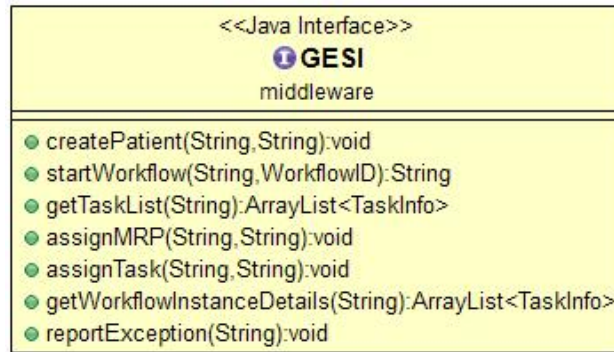 <<Java Interface>>
I GESI
middleware
createPatient(String,String):void
startWorkflow(String,WorkflowID):String
getTaskList(String):ArrayList<TaskInfo>
assignMRP(String,String):void
assignTask(String,String):void
getWorkflowInstanceDetails(String):ArrayList<TaskInfo>
reportException(String):void